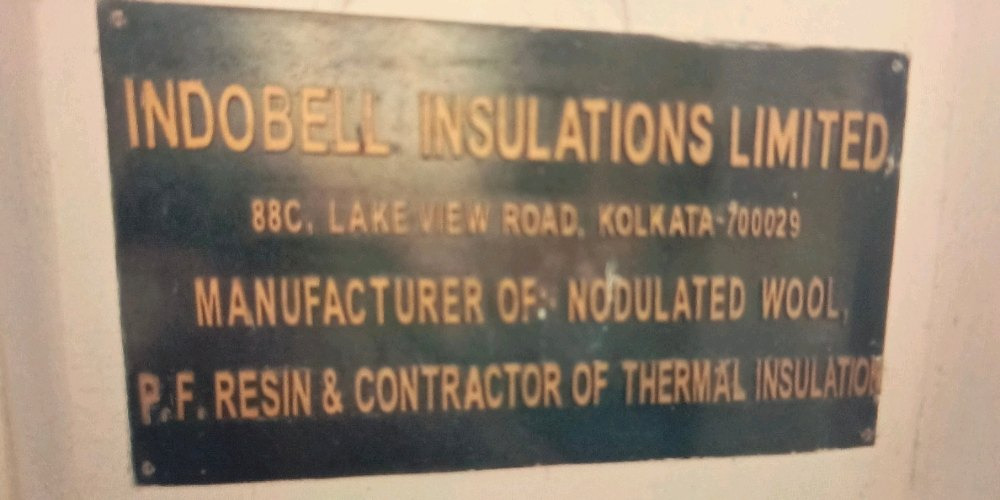 INDOBELL INSULATIONS LIMITED,
88C, LAKE VIEW ROAD, KOLKATA-700029
MANUFACTURER OF:- NODULATED WOOL,
P.F. RESIN & CONTRACTOR OF THERMAL INSULATION